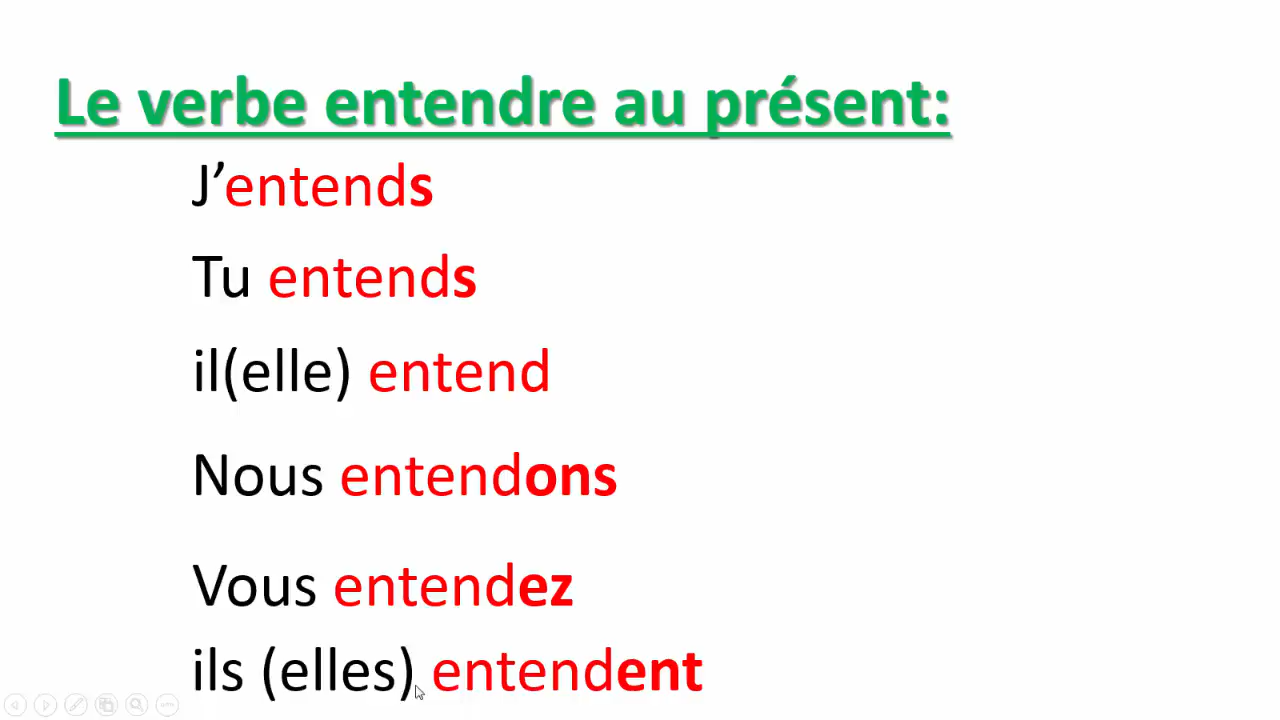 Le verbe entendre au présent:
J’entends
Tu entends
il(elle) entend
Nous entendons
Vous entendez
ils (elles) entendent